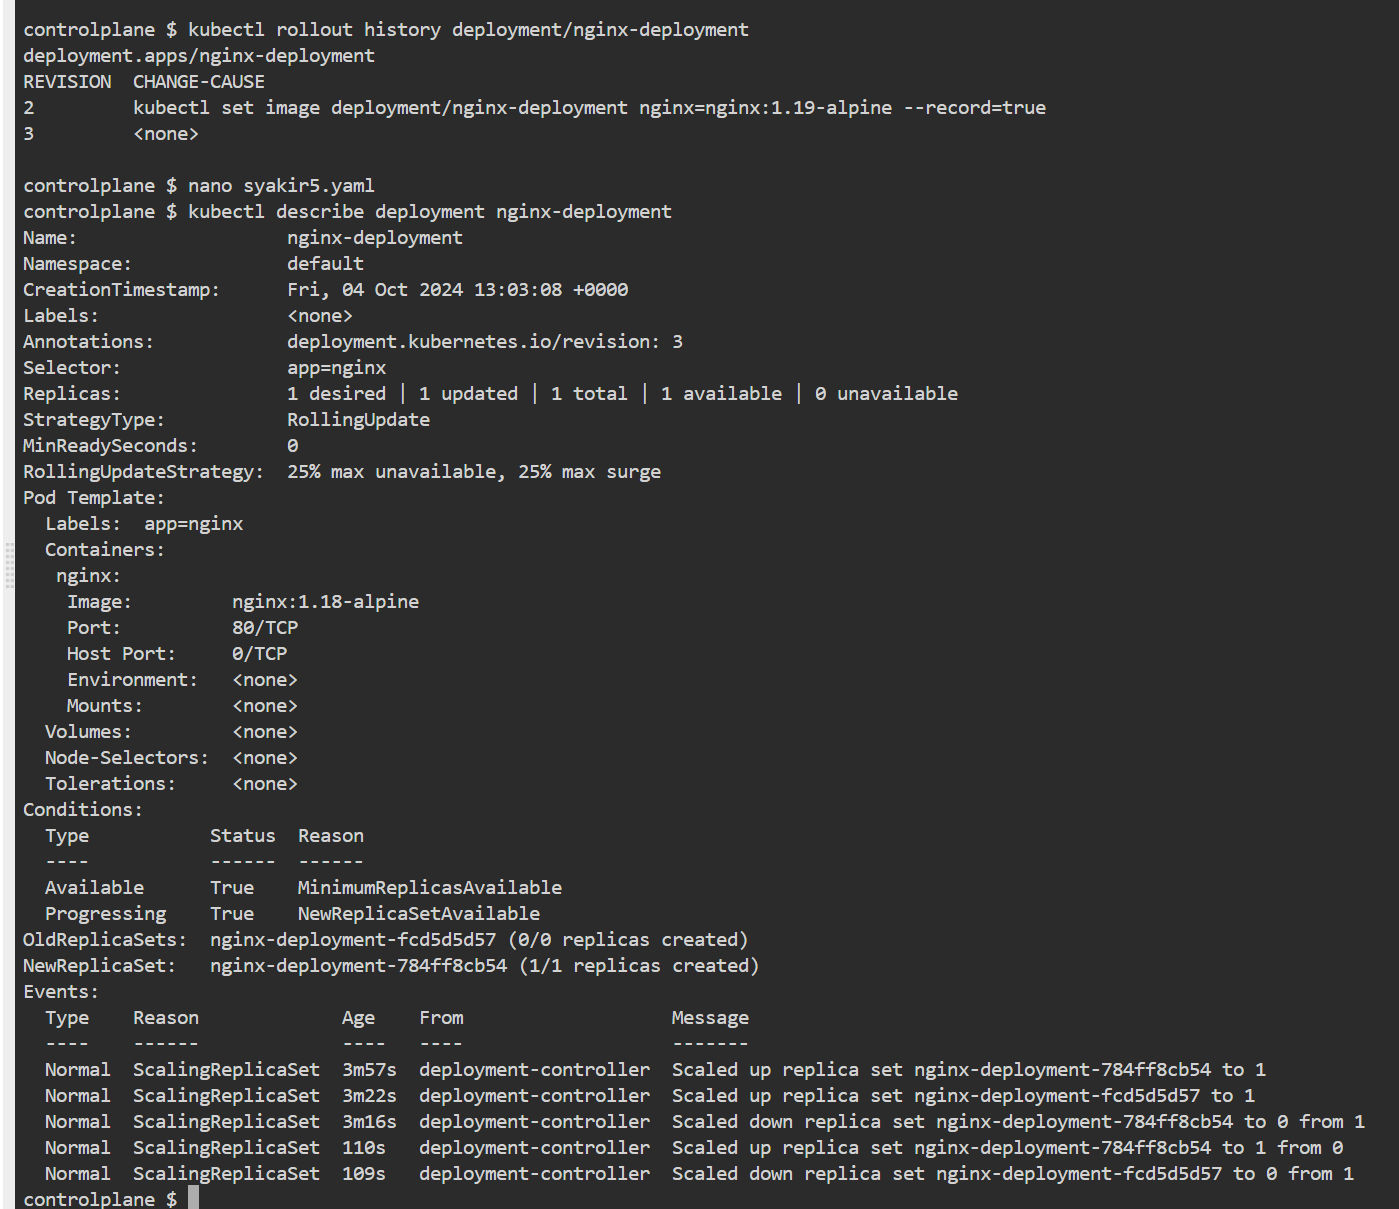 controlplane $ kubectl rollout history deployment/nginx-deployment
deployment.apps/nginx-deployment
REVISION  CHANGE-CAUSE
2         kubectl set image deployment/nginx-deployment nginx=nginx:1.19-alpine --record=true
3         <none>

controlplane $ nano syakir5.yaml
controlplane $ kubectl describe deployment nginx-deployment
Name:                   nginx-deployment
Namespace:              default
CreationTimestamp:      Fri, 04 Oct 2024 13:03:08 +0000
Labels:                 <none>
Annotations:            deployment.kubernetes.io/revision: 3
Selector:               app=nginx
Replicas:               1 desired | 1 updated | 1 total | 1 available | 0 unavailable
StrategyType:           RollingUpdate
MinReadySeconds:        0
RollingUpdateStrategy:  25% max unavailable, 25% max surge
Pod Template:
  Labels:  app=nginx
  Containers:
   nginx:
    Image:         nginx:1.18-alpine
    Port:          80/TCP
    Host Port:     0/TCP
    Environment:   <none>
    Mounts:        <none>
  Volumes:         <none>
  Node-Selectors:  <none>
  Tolerations:     <none>
Conditions:
  Type           Status  Reason
  ----           ------  ------
  Available      True    MinimumReplicasAvailable
  Progressing    True    NewReplicaSetAvailable
OldReplicaSets:  nginx-deployment-fcd5d5d57 (0/0 replicas created)
NewReplicaSet:   nginx-deployment-784ff8cb54 (1/1 replicas created)
Events:
  Type    Reason             Age    From                   Message
  ----    ------             ----   ----                   -------
  Normal  ScalingReplicaSet  3m57s  deployment-controller  Scaled up replica set nginx-deployment-784ff8cb54 to 1
  Normal  ScalingReplicaSet  3m22s  deployment-controller  Scaled up replica set nginx-deployment-fcd5d5d57 to 1
  Normal  ScalingReplicaSet  3m16s  deployment-controller  Scaled down replica set nginx-deployment-784ff8cb54 to 0 from 1
  Normal  ScalingReplicaSet  110s   deployment-controller  Scaled up replica set nginx-deployment-784ff8cb54 to 1 from 0
  Normal  ScalingReplicaSet  109s   deployment-controller  Scaled down replica set nginx-deployment-fcd5d5d57 to 0 from 1
controlplane $